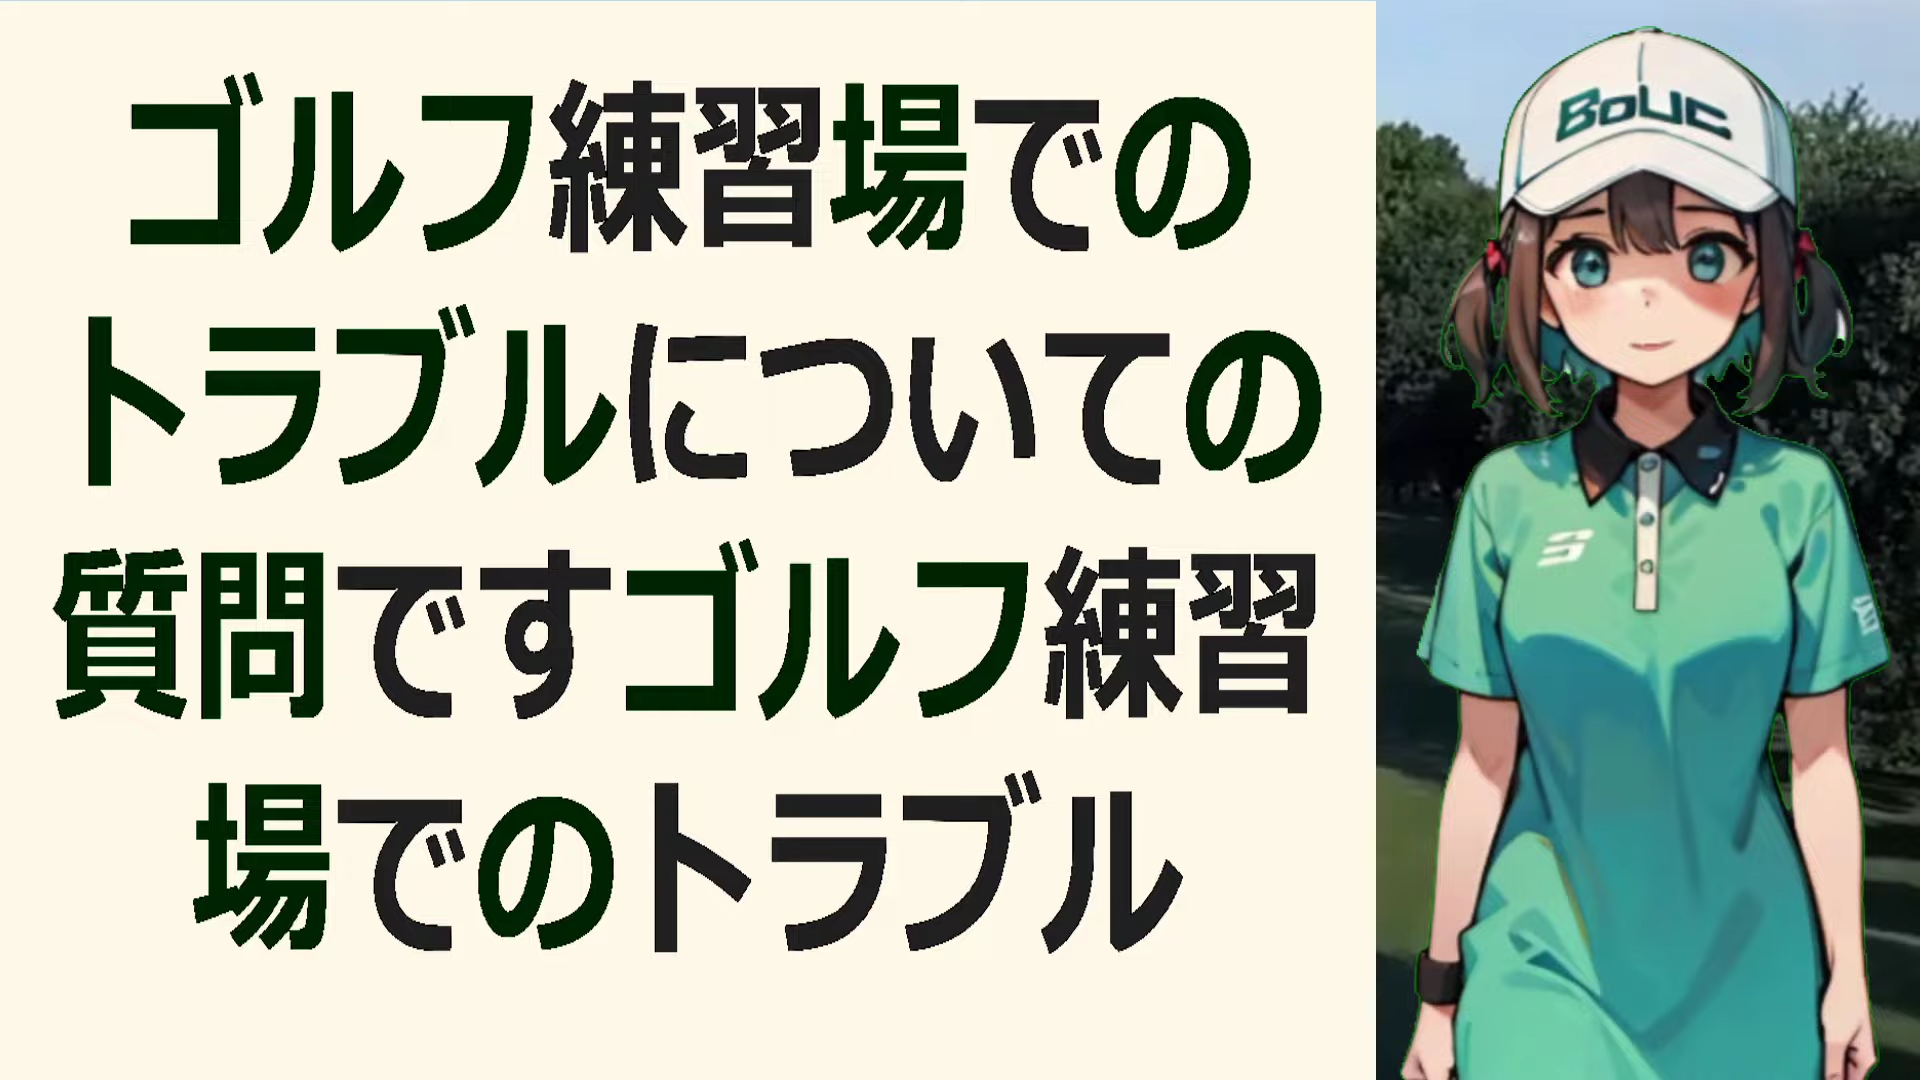 ゴルフ練習場での
トラブルについての
質問ですゴルフ練習
場でのトラブル
BoUC
S